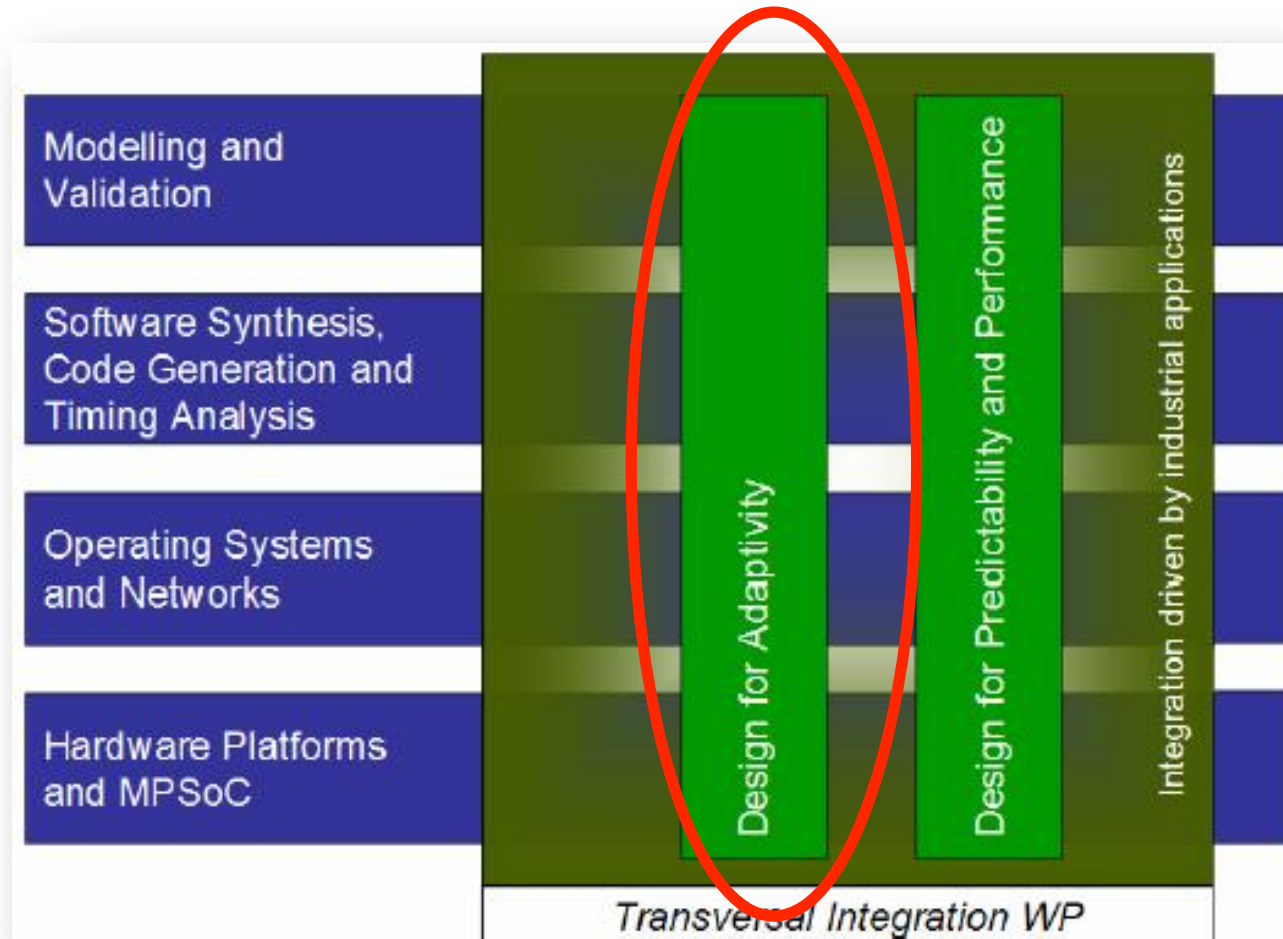 Modelling and
Validation
Software Synthesis,
Code Generation and
Timing Analysis
Operating Systems
and Networks
Hardware Platforms
and MPSoC
Design for Adaptivity
Design for Predictability and Performance
Integration driven by industrial applications
Transversal Integration WP